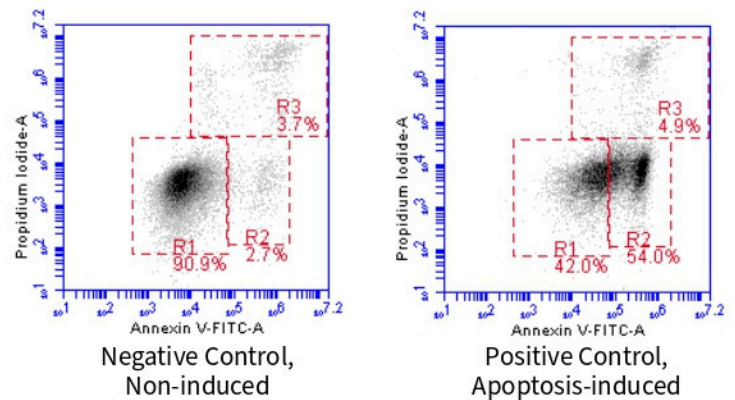 10^7.2
10^6
10^5
10^4
10^3
10^2
10^1
Propidium Iodide-A
R3
3.7%
R1
90.9%
R2
2.7%
10^1 10^2 10^3 10^4 10^5 10^6 10^7.2
Annexin V-FITC-A
Negative Control,
Non-induced
10^7.2
10^6
10^5
10^4
10^3
10^2
10^1
Propidium Iodide-A
R3
4.9%
R1
42.0%
R2
54.0%
10^1 10^2 10^3 10^4 10^5 10^6 10^7.2
Annexin V-FITC-A
Positive Control,
Apoptosis-induced